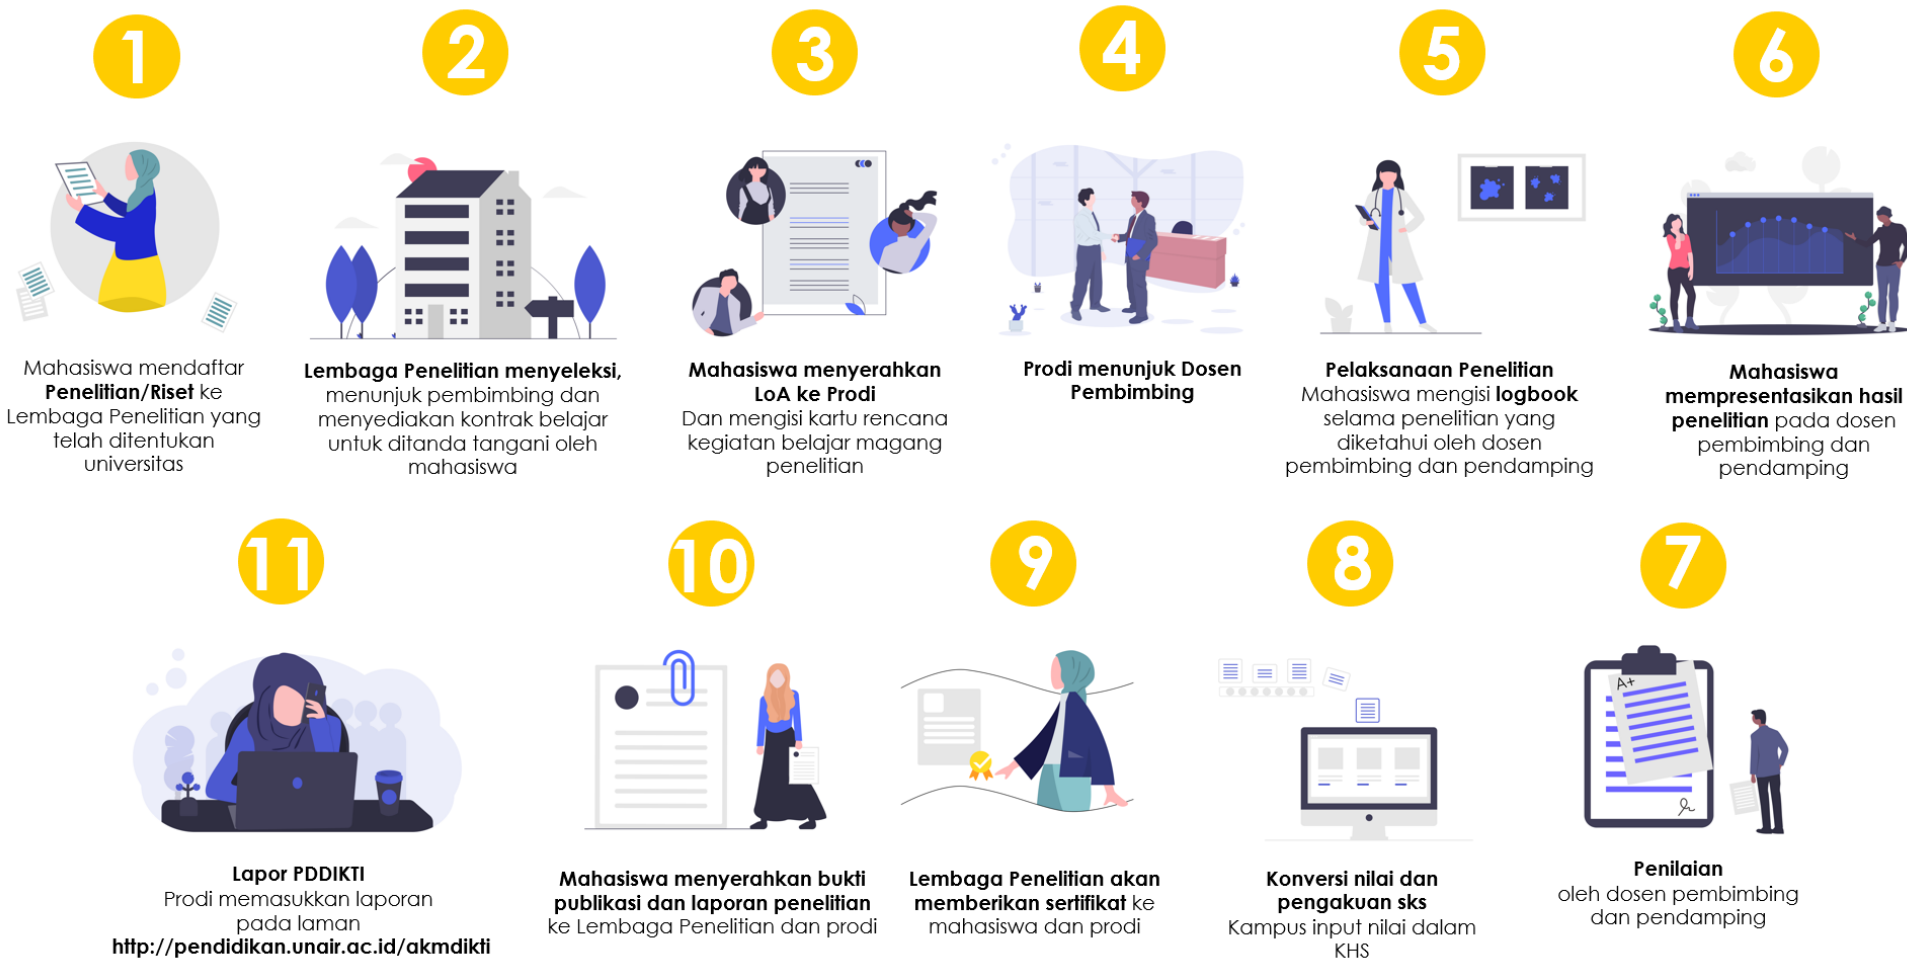 1
Mahasiswa mendaftar
Penelitian/Riset ke
Lembaga Penelitian yang
telah ditentukan
universitas
2
Lembaga Penelitian menyeleksi,
menunjuk pembimbing dan
menyediakan kontrak belajar
untuk ditanda tangani oleh
mahasiswa
3
Mahasiswa menyerahkan
LoA ke Prodi
Dan mengisi kartu rencana
kegiatan belajar magang
penelitian
4
Prodi menunjuk Dosen
Pembimbing
5
Pelaksanaan Penelitian
Mahasiswa mengisi logbook
selama penelitian yang
diketahui oleh dosen
pembimbing dan pendamping
6
Mahasiswa
mempresentasikan hasil
penelitian pada dosen
pembimbing dan
pendamping
7
A+
Penilaian
oleh dosen pembimbing
dan pendamping
8
Konversi nilai dan
pengakuan sks
Kampus input nilai dalam
KHS
9
Lembaga Penelitian akan
memberikan sertifikat ke
mahasiswa dan prodi
10
Mahasiswa menyerahkan bukti
publikasi dan laporan penelitian
ke Lembaga Penelitian dan prodi
11
Lapor PDDIKTI
Prodi memasukkan laporan
pada laman
http://pendidikan.unair.ac.id/akmdikti